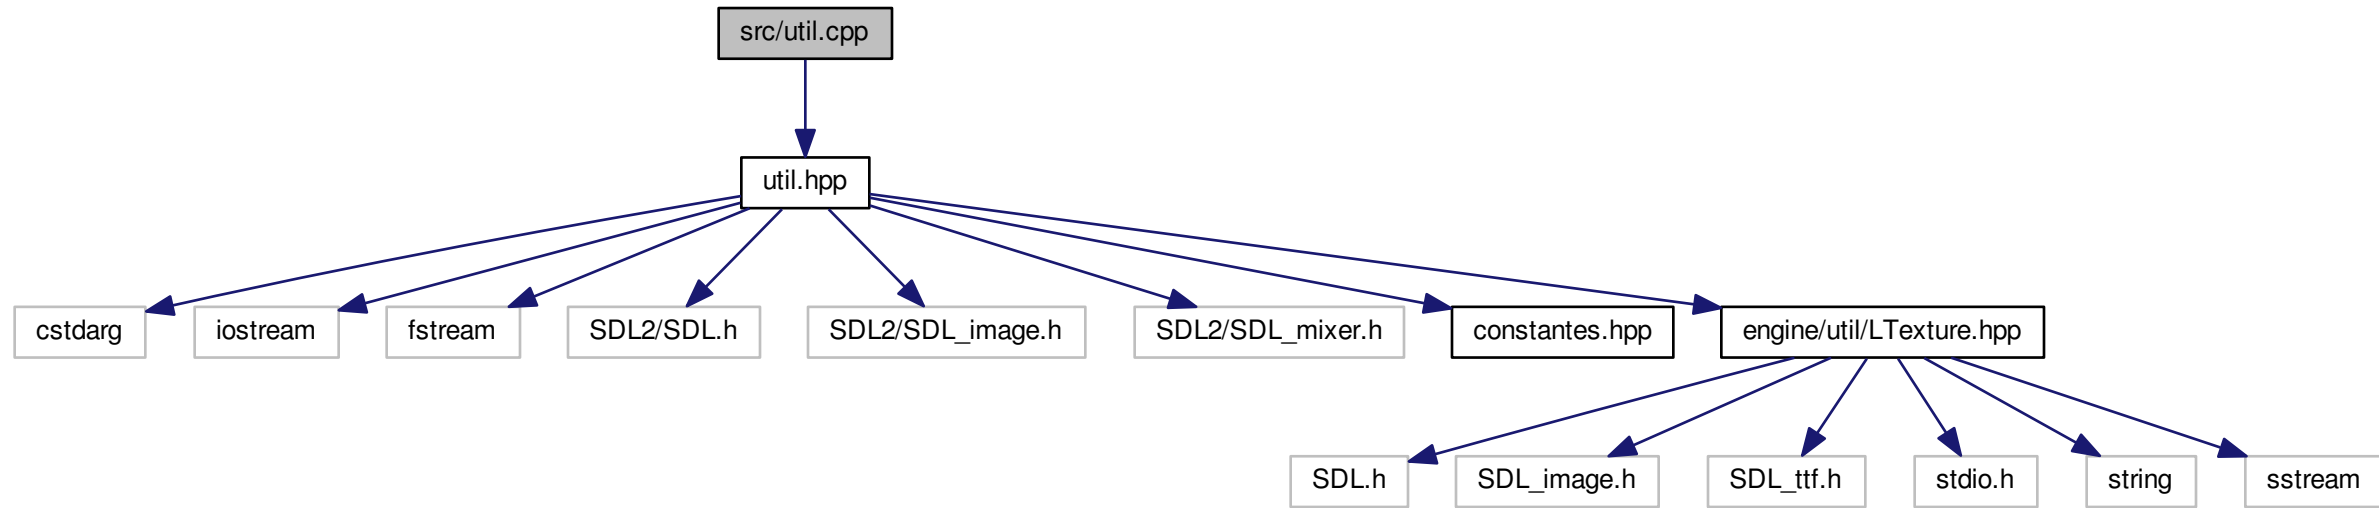 src/util.cpp
util.hpp
cstdarg
iostream
fstream
SDL2/SDL.h
SDL2/SDL_image.h
SDL2/SDL_mixer.h
constantes.hpp
engine/util/LTexture.hpp
SDL.h
SDL_image.h
SDL_ttf.h
stdio.h
string
sstream